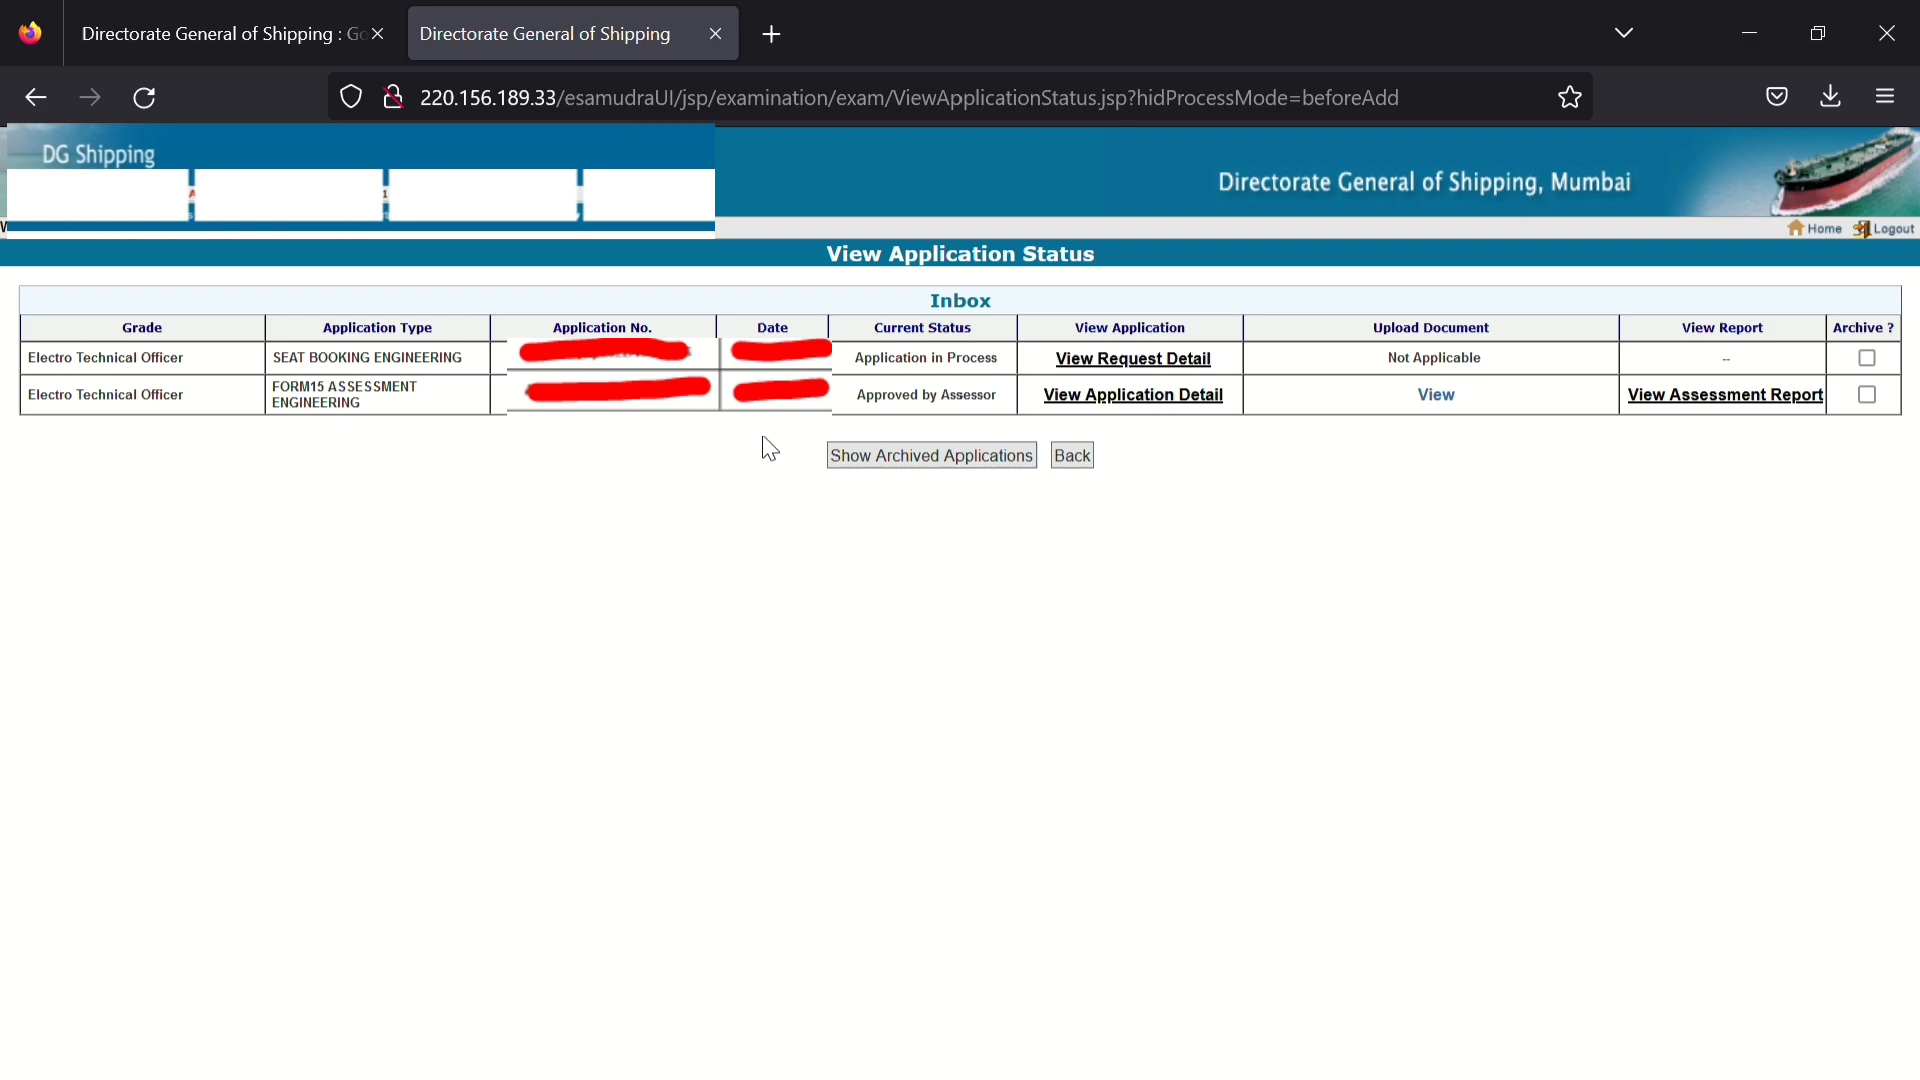 Directorate General of Shipping : Go
Directorate General of Shipping
220.156.189.33/esamudraUI/jsp/examination/exam/ViewApplicationStatus.jsp?hidProcessMode=beforeAdd
DG Shipping
Directorate General of Shipping, Mumbai
Home Logout
View Application Status
Inbox
Grade Application Type Application No. Date Current Status View Application Upload Document View Report Archive ?
Electro Technical Officer SEAT BOOKING ENGINEERING Application in Process View Request Detail Not Applicable --
Electro Technical Officer FORM15 ASSESSMENT ENGINEERING Approved by Assessor View Application Detail View View Assessment Report
Show Archived Applications Back